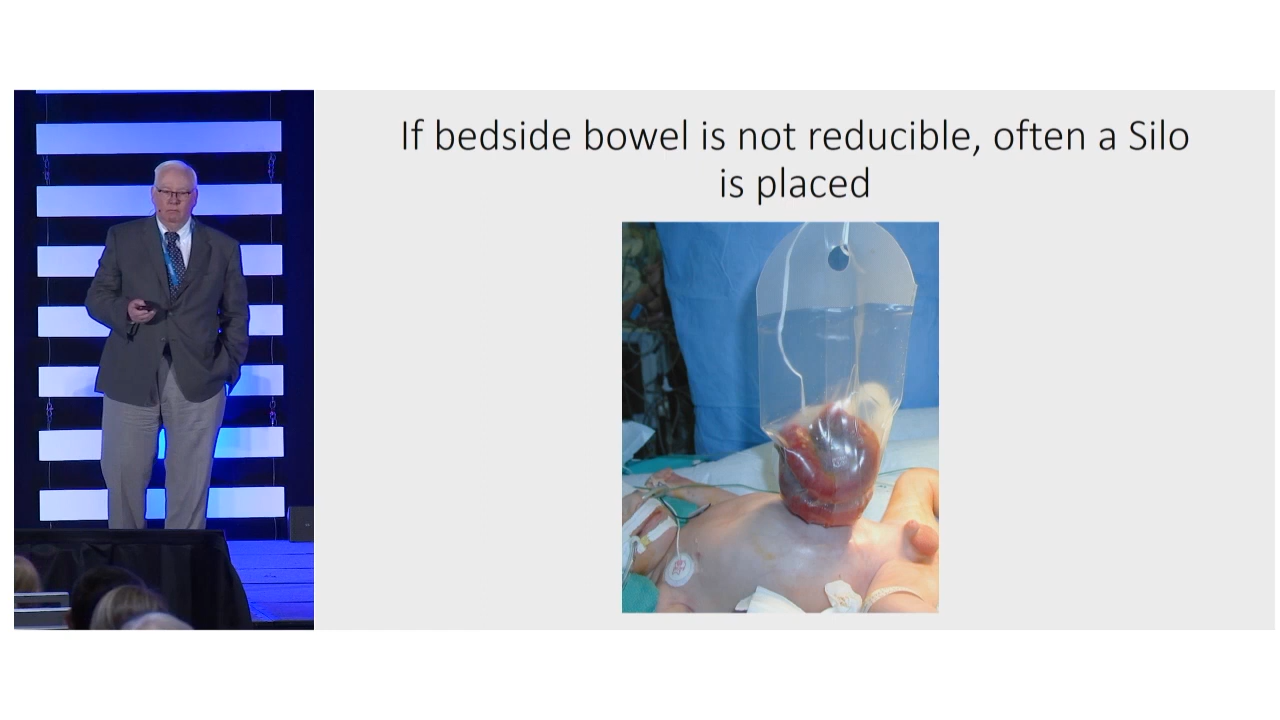 If bedside bowel is not reducible, often a Silo
is placed